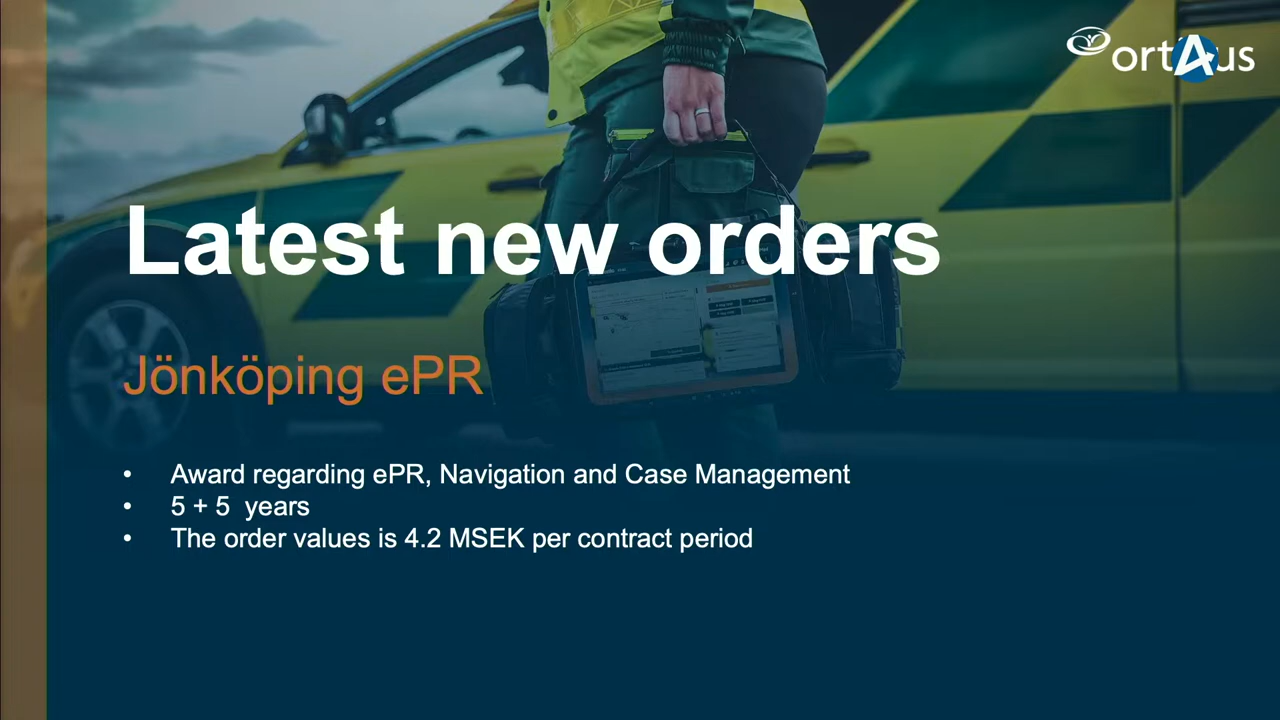 ortAus
Latest new orders
Jönköping ePR
• Award regarding ePR, Navigation and Case Management
• 5 + 5 years
• The order values is 4.2 MSEK per contract period